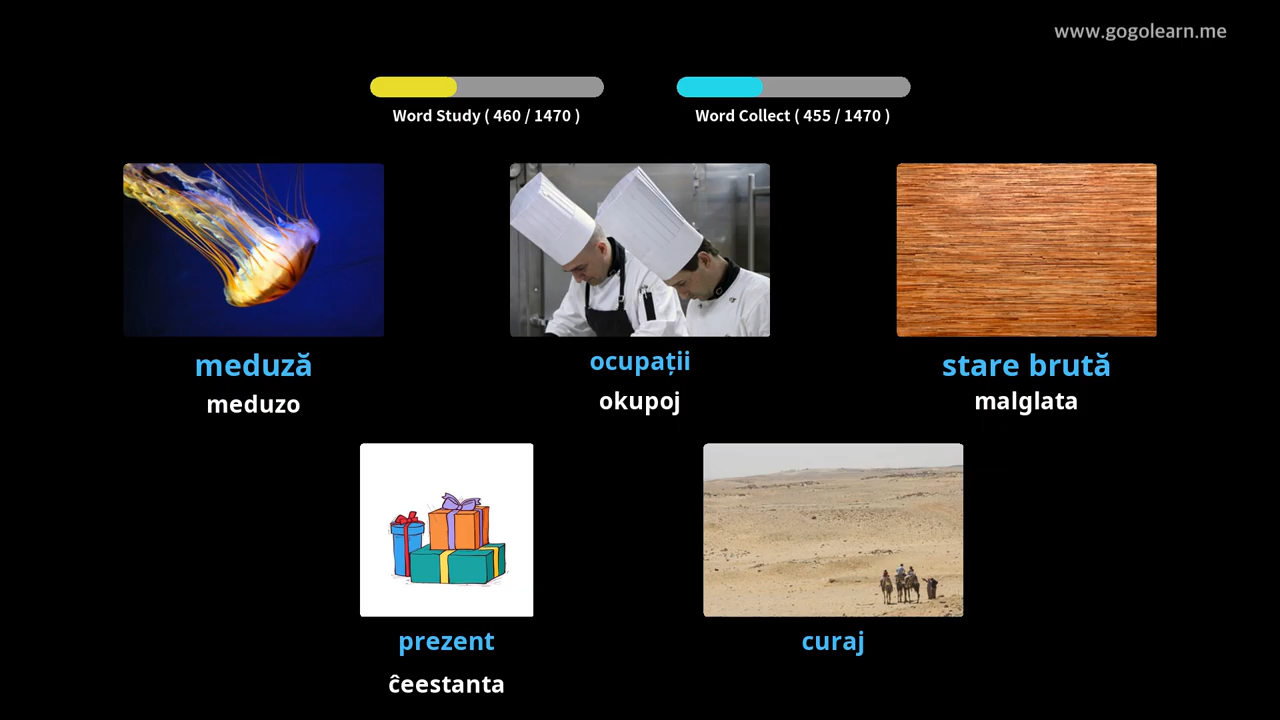 www.gogolearn.me
Word Study ( 460 / 1470 )
Word Collect ( 455 / 1470 )
meduză
meduzo
ocupații
okupoj
stare brută
malglata
prezent
ĉeestanta
curaj